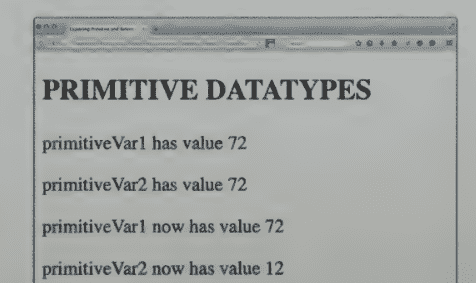 PRIMITIVE DATATYPES
primitiveVar1 has value 72
primitiveVar2 has value 72
primitiveVar1 now has value 72
primitiveVar2 now has value 12